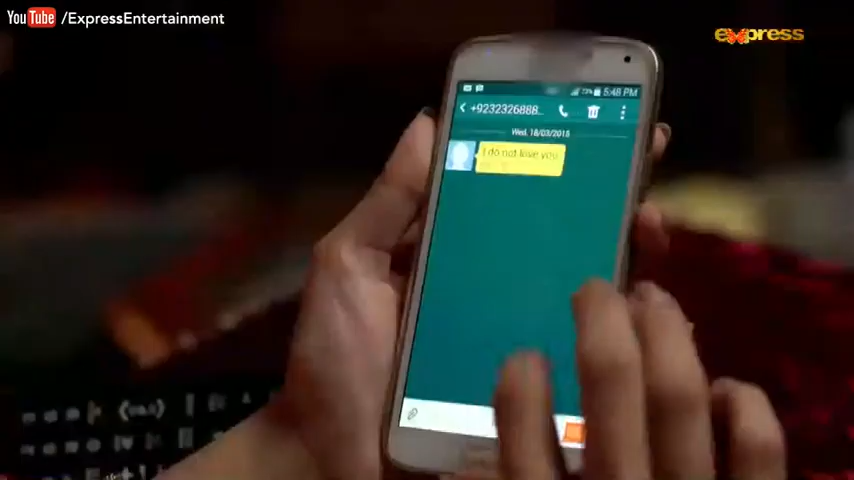 YouTube /ExpressEntertainment
express
5:48 PM
+9232326888...
Wed, 18/03/2015
I do not love you